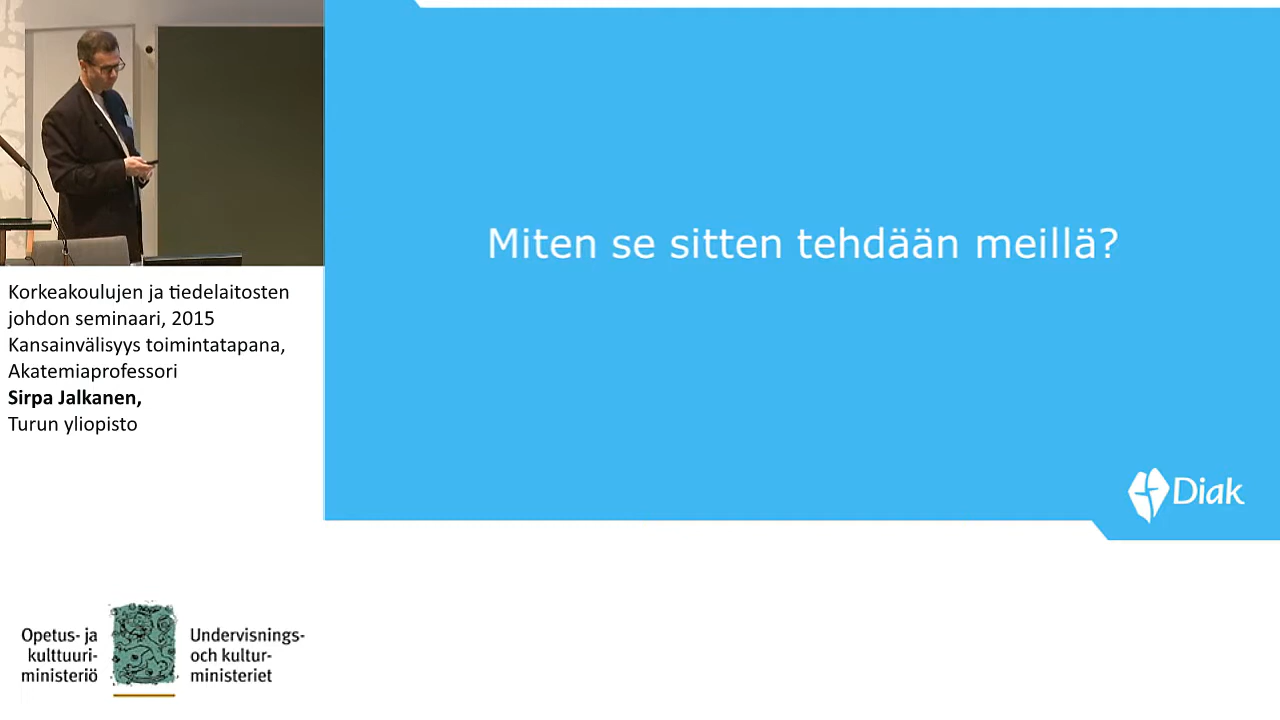 Miten se sitten tehdään meillä?
Diak
Korkeakoulujen ja tiedelaitosten
johdon seminaari, 2015
Kansainvälisyys toimintatapana,
Akatemiaprofessori
Sirpa Jalkanen,
Turun yliopisto
Opetus- ja
kulttuuri-
ministeriö
Undervisnings-
och kultur-
ministeriet